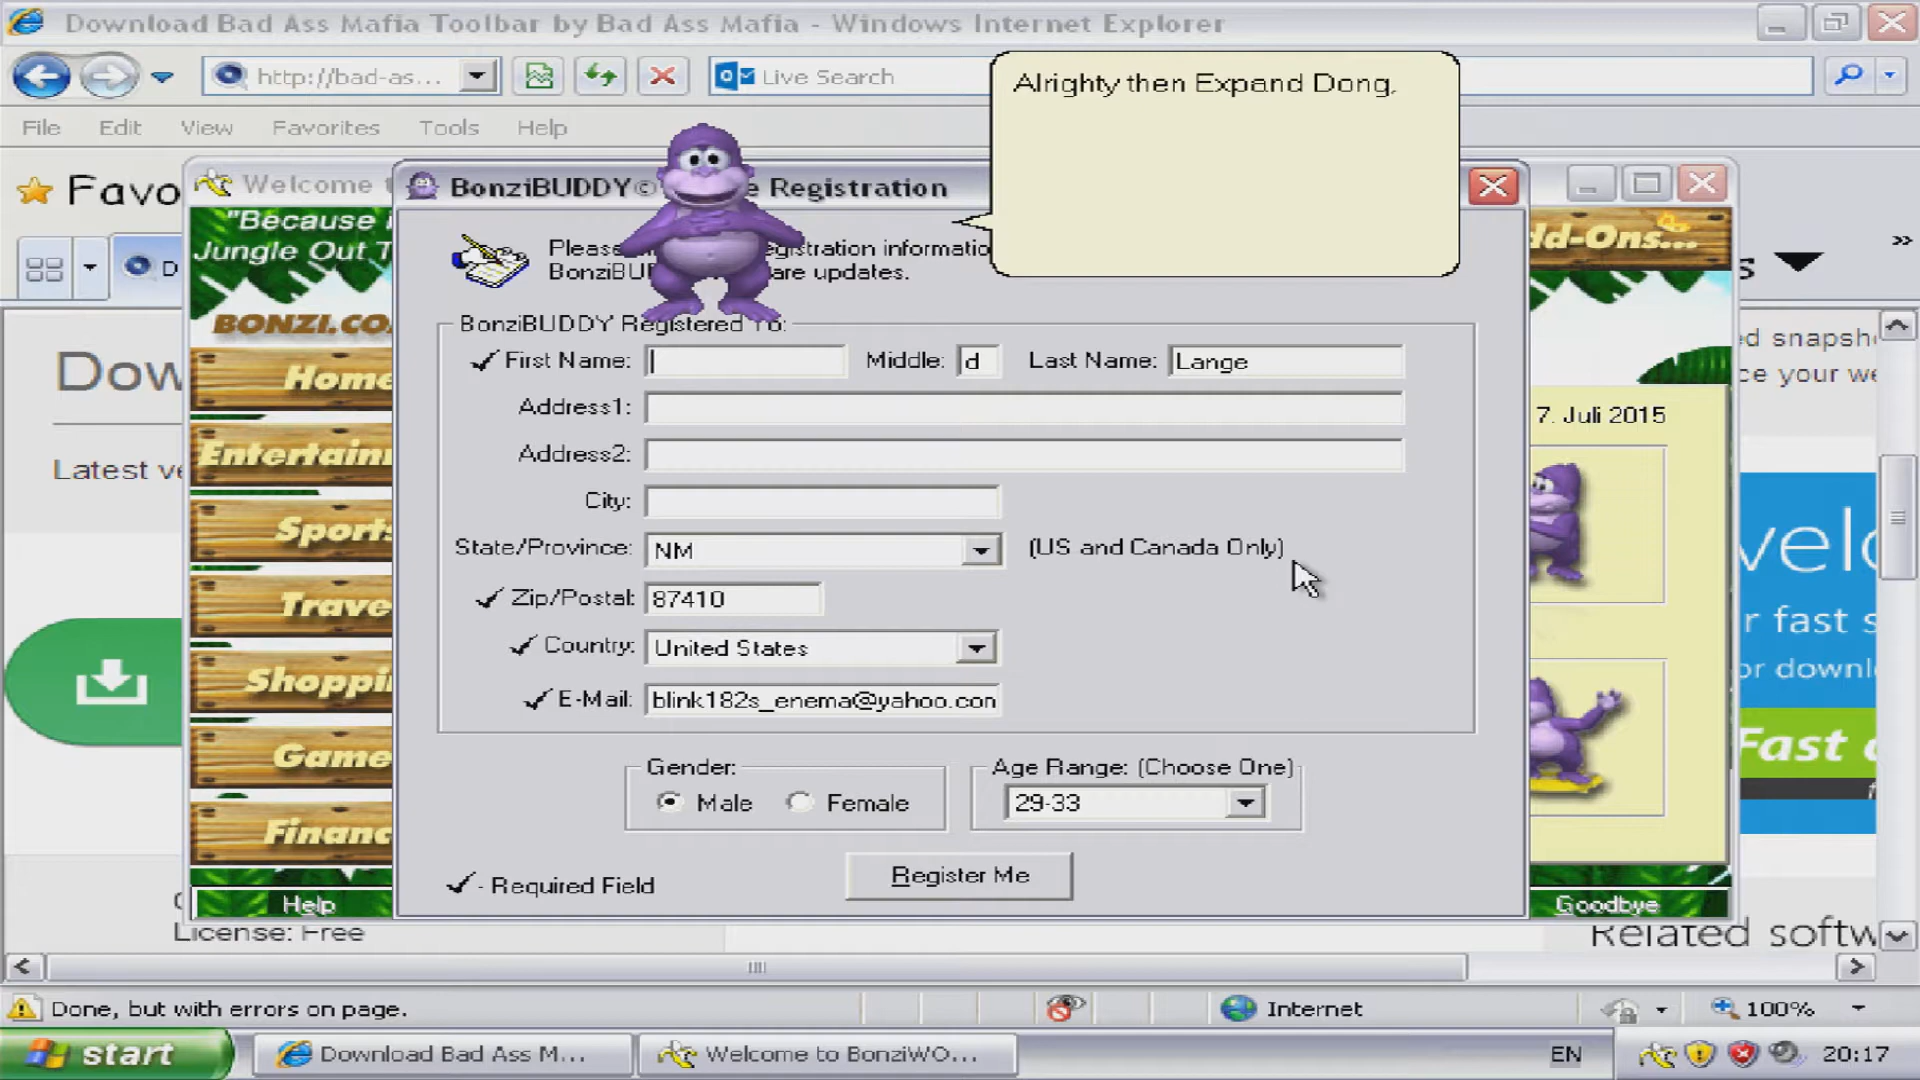 Download Bad Ass Mafia Toolbar by Bad Ass Mafia - Windows Internet Explorer
http://bad-as...
Live Search
File Edit View Favorites Tools Help
Alrighty then Expand Dong,
Favo
Welcome t
BonziBUDDY© e Registration
"Because i
Jungle Out T
BONZI.CO
dd-Ons...
»
D
s
Please egistration informatio
BonziBU are updates.
BonziBUDDY Registered To:
First Name: Middle: d Last Name: Lange
Address1:
Address2:
City:
State/Province: NM (US and Canada Only)
Zip/Postal: 87410
Country: United States
E-Mail: blink182s_enema@yahoo.con
Gender:
Male Female
Age Range: (Choose One)
29-33
- Required Field
Register Me
Dow
Latest ve
Home
Entertainn
Sports
Trave
Shoppi
Game
Financ
Help
Goodbye
7. Juli 2015
ed snapsh
ce your we
velo
r fast s
or downl
Fast
License: Free
Related softw
Done, but with errors on page.
Internet
100%
start
Download Bad Ass M...
Welcome to BonziWO...
EN
20:17